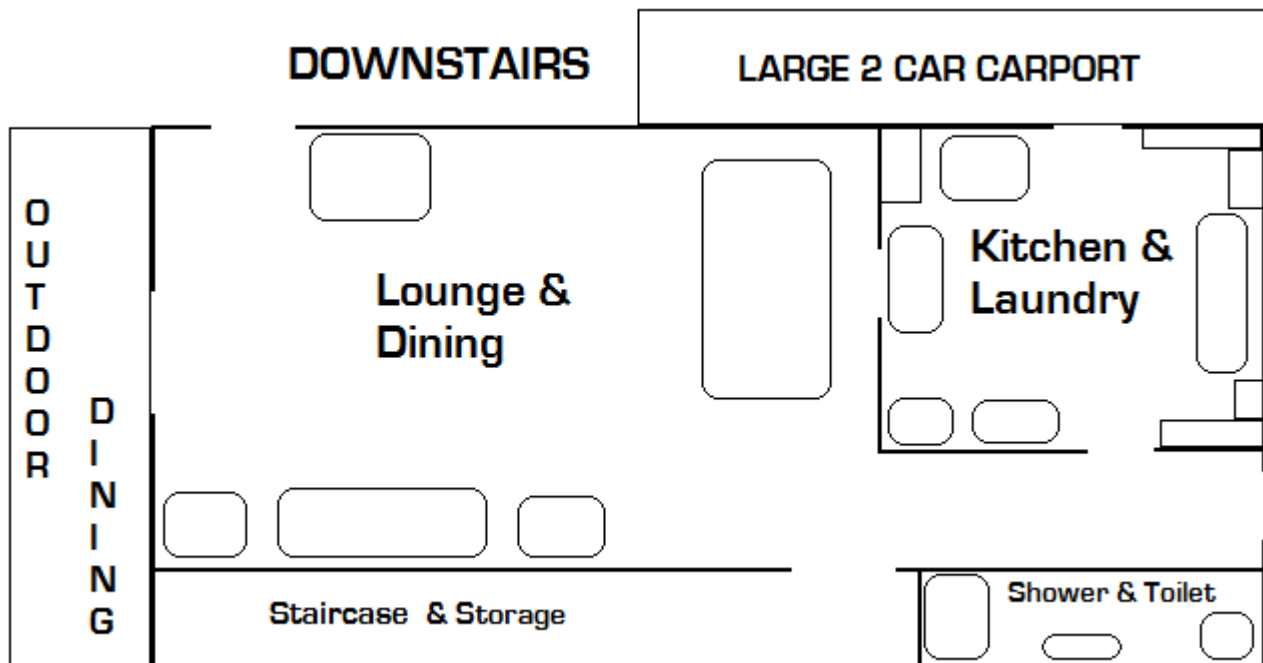 DOWNSTAIRS
LARGE 2 CAR CARPORT
OUTDOOR
DINING
Lounge &
Dining
Kitchen &
Laundry
Staircase & Storage
Shower & Toilet